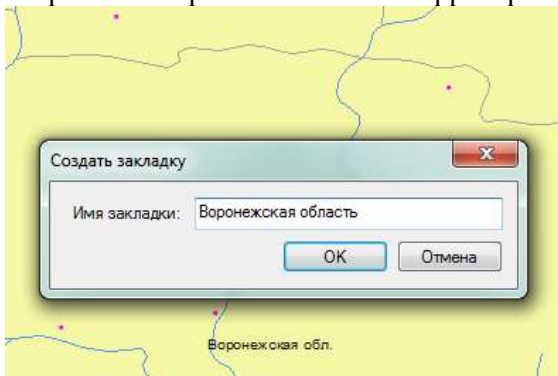 Создать закладку
Имя закладки: Воронежская область
OK Отмена
Воронежская обл.